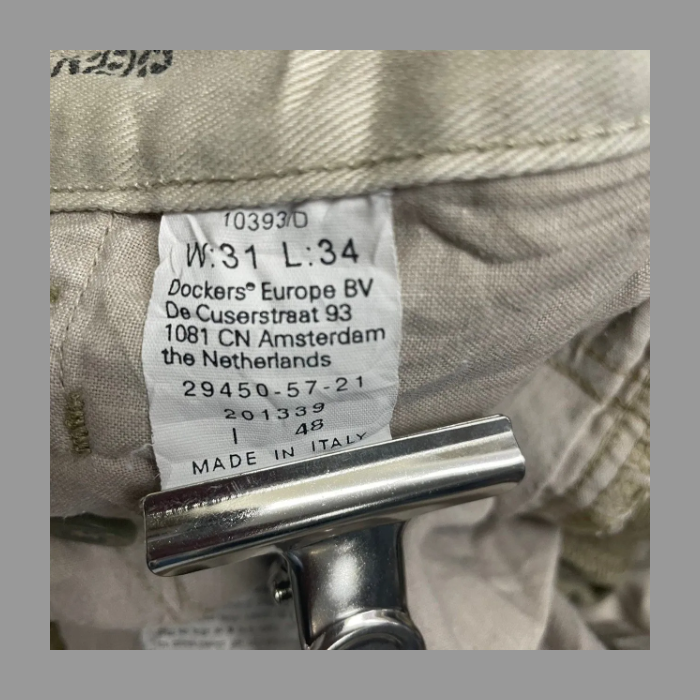 10393/D
W:31 L:34
Dockers® Europe BV
De Cuserstraat 93
1081 CN Amsterdam
the Netherlands
29450-57-21
201339
I 48
MADE IN ITALY